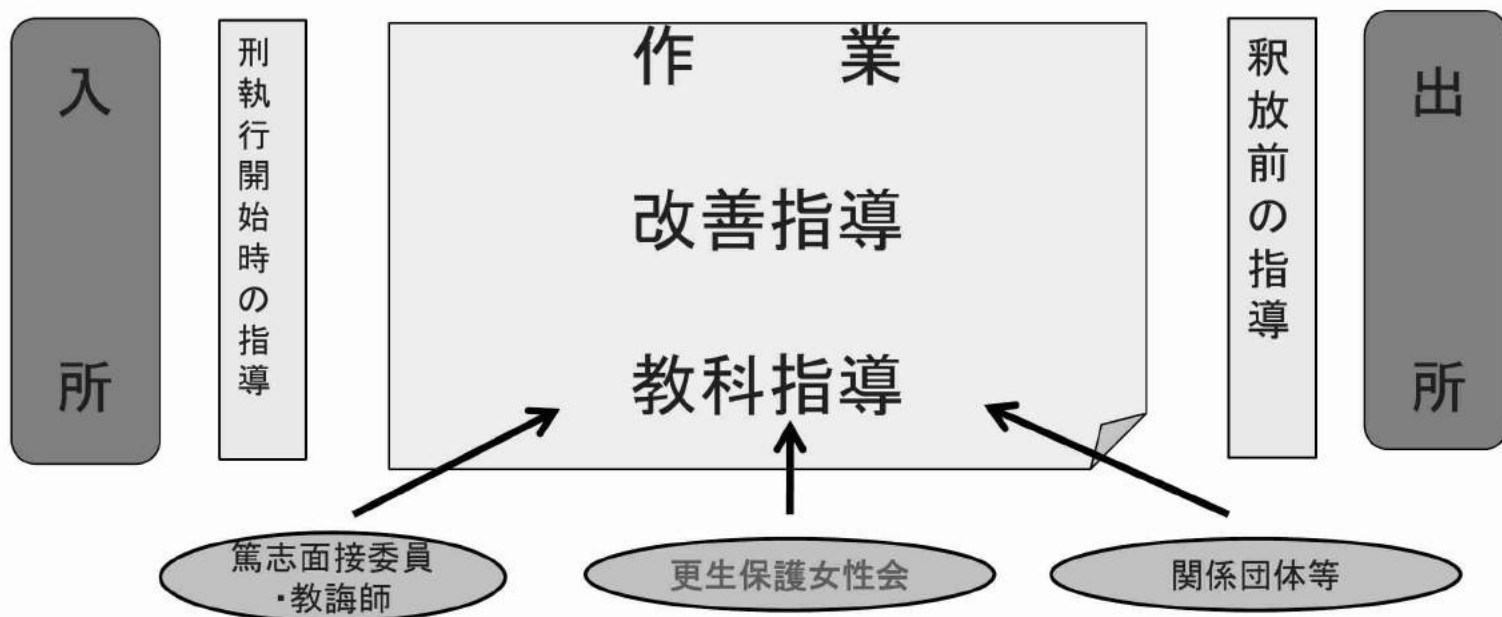 入所
刑執行開始時の指導
作業
改善指導
教科指導
釈放前の指導
出所
篤志面接委員
・教誨師
更生保護女性会
関係団体等